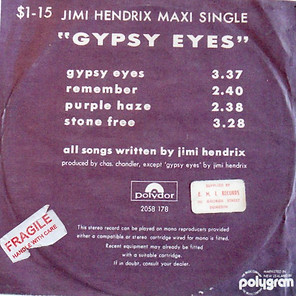 $1-15 JIMI HENDRIX MAXI SINGLE
"GYPSY EYES"
gypsy eyes 3.37
remember 2.40
purple haze 2.38
stone free 3.28
all songs written by jimi hendrix
produced by chas. chandler, except 'gypsy eyes' by jimi hendrix
polydor
2058 178
E. M. I. RECORDS
FRAGILE
HANDLE WITH CARE
This stereo record can be played on mono reproducers provided
either a compatible or stereo cartridge wired for mono is fitted.
Recent equipment may already be fitted
with a suitable cartridge.
If in doubt, consult your dealer.
MARKETED BY
polygram